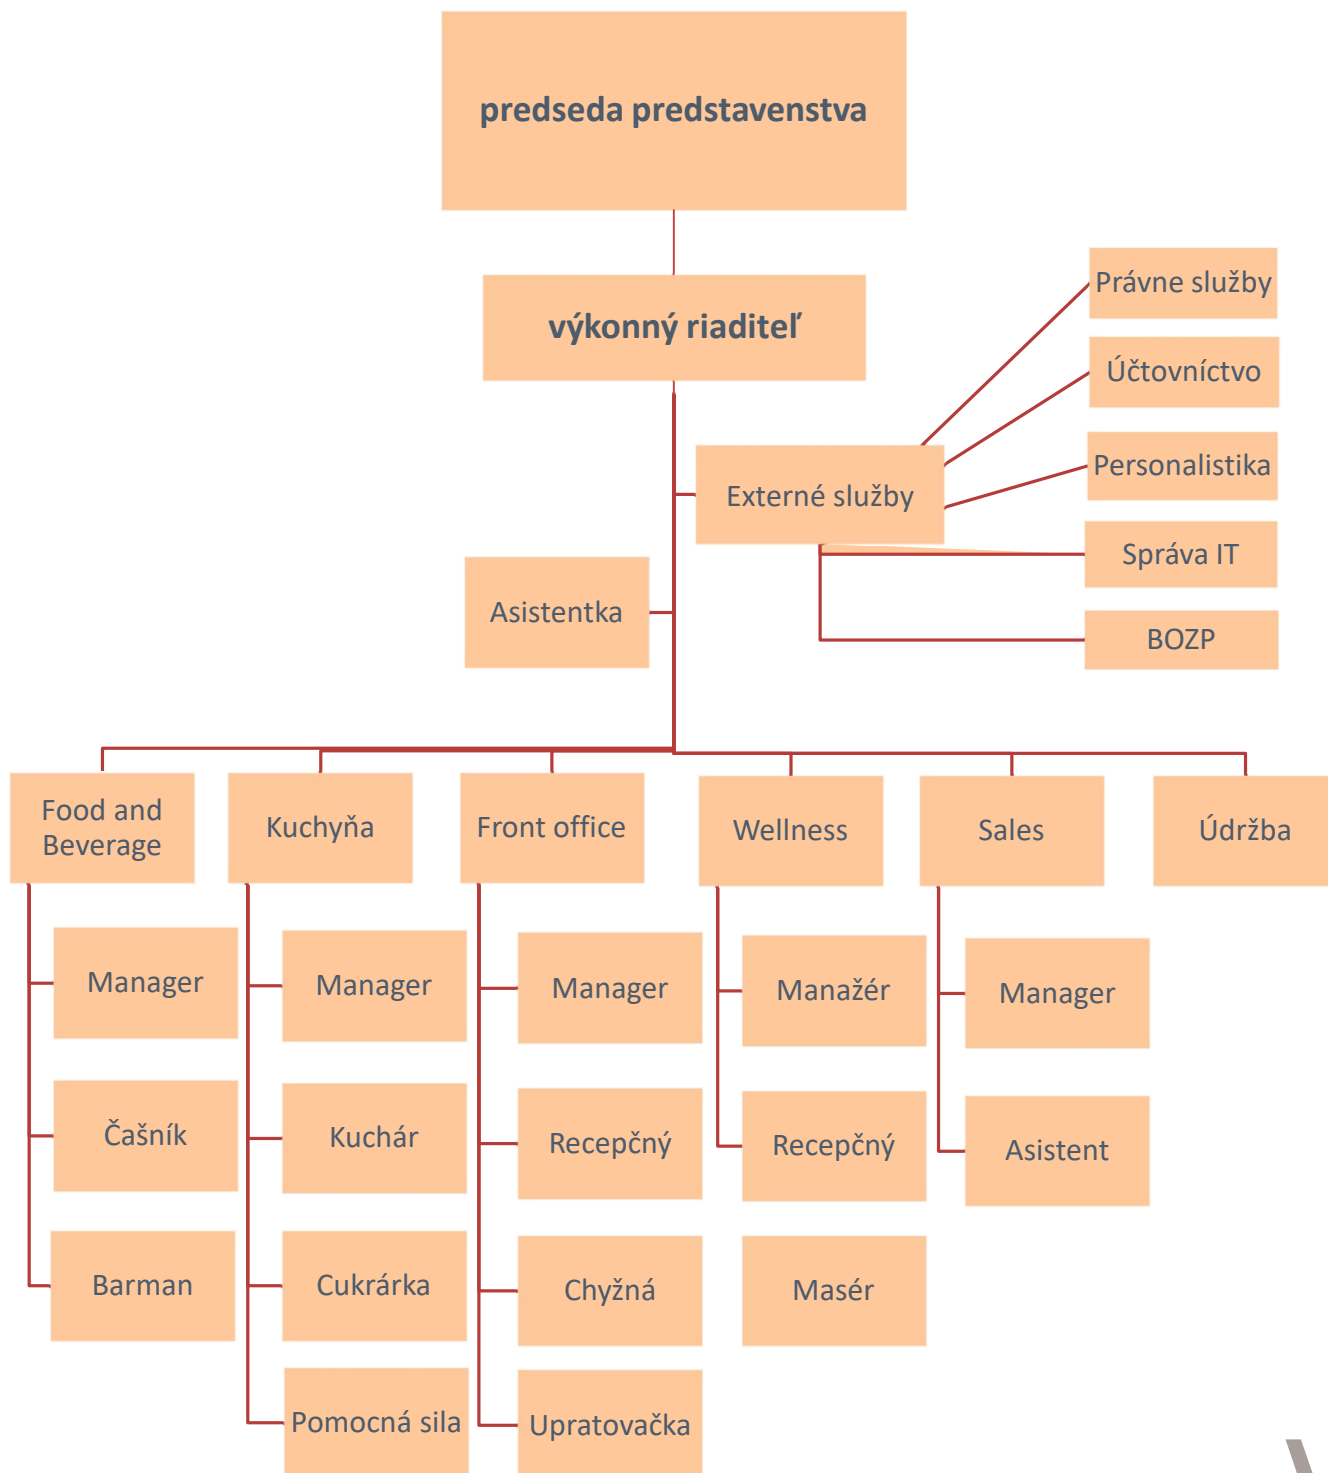 predseda predstavenstva
výkonný riaditeľ
Právne služby
Účtovníctvo
Personalistika
Externé služby
Správa IT
Asistentka
BOZP
Food and
Beverage
Kuchyňa
Front office
Wellness
Sales
Údržba
Manager
Manager
Manager
Manažér
Manager
Čašník
Kuchár
Recepčný
Recepčný
Asistent
Barman
Cukrárka
Chyžná
Masér
Pomocná sila
Upratovačka